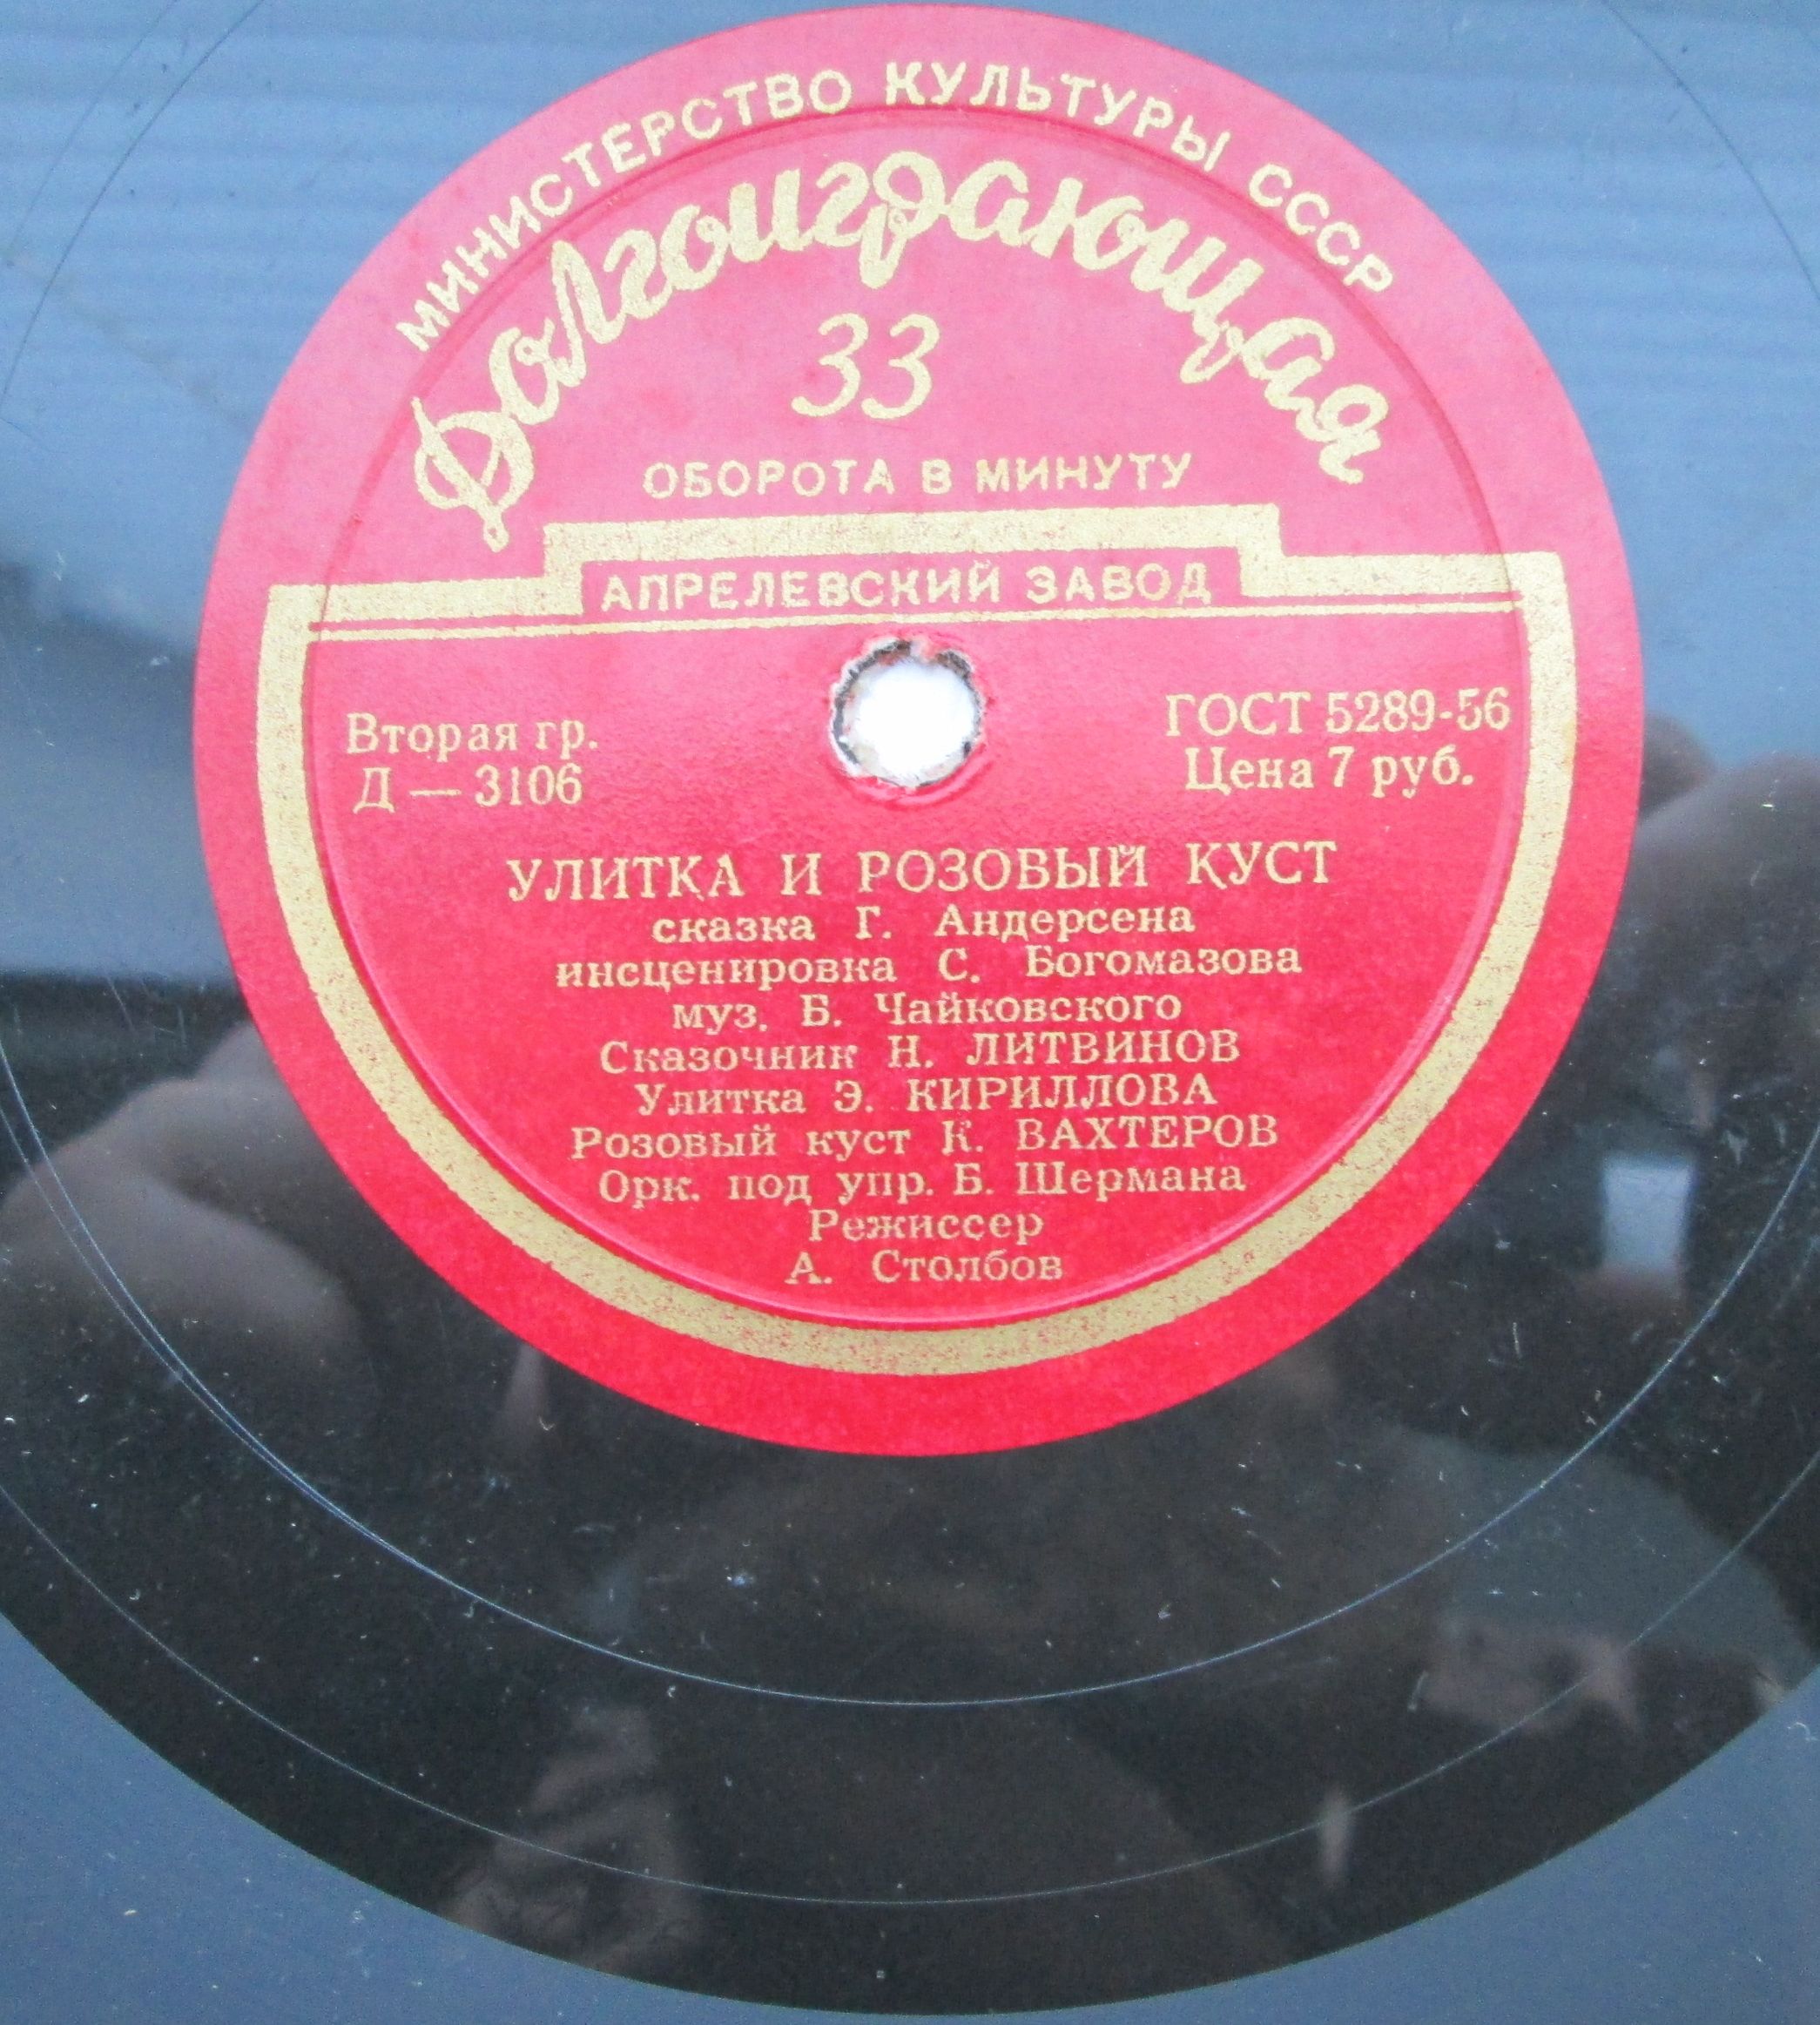 МИНИСТЕРСТВО КУЛЬТУРЫ СССР
Долгоиграющая
33
ОБОРОТА В МИНУТУ
АПРЕЛЕВСКИЙ ЗАВОД
Вторая гр.
Д — 3106
ГОСТ 5289-56
Цена 7 руб.
УЛИТКА И РОЗОВЫЙ КУСТ
сказка Г. Андерсена
инсценировка С. Богомазова
муз. Б. Чайковского
Сказочник Н. ЛИТВИНОВ
Улитка Э. КИРИЛЛОВА
Розовый куст К. ВАХТЕРОВ
Орк. под упр. Б. Шермана
Режиссер
А. Столбов